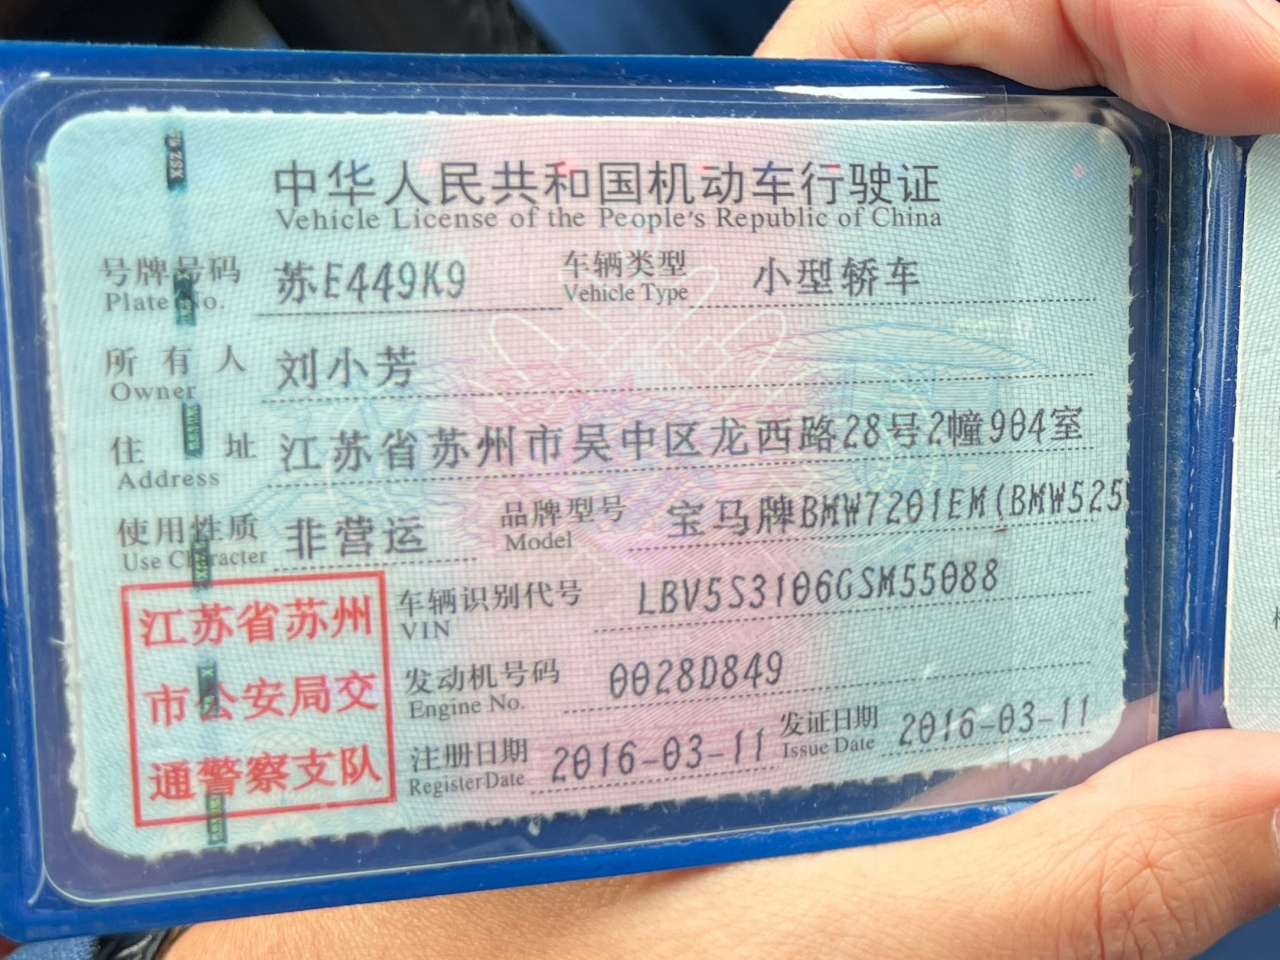 中华人民共和国机动车行驶证
Vehicle License of the People's Republic of China
号牌号码 苏E449K9 车辆类型 小型轿车
Plate No. Vehicle Type
所有人 刘小芳
Owner
住址 江苏省苏州市吴中区龙西路28号2幢904室
Address
使用性质 非营运 品牌型号 宝马牌BMW7201EM(BMW525
Use Character Model
江苏省苏州
市公安局交
通警察支队
车辆识别代号 LBV5S3106GSM55088
VIN
发动机号码 0028D849
Engine No.
注册日期 2016-03-11 发证日期 2016-03-11
Register Date Issue Date